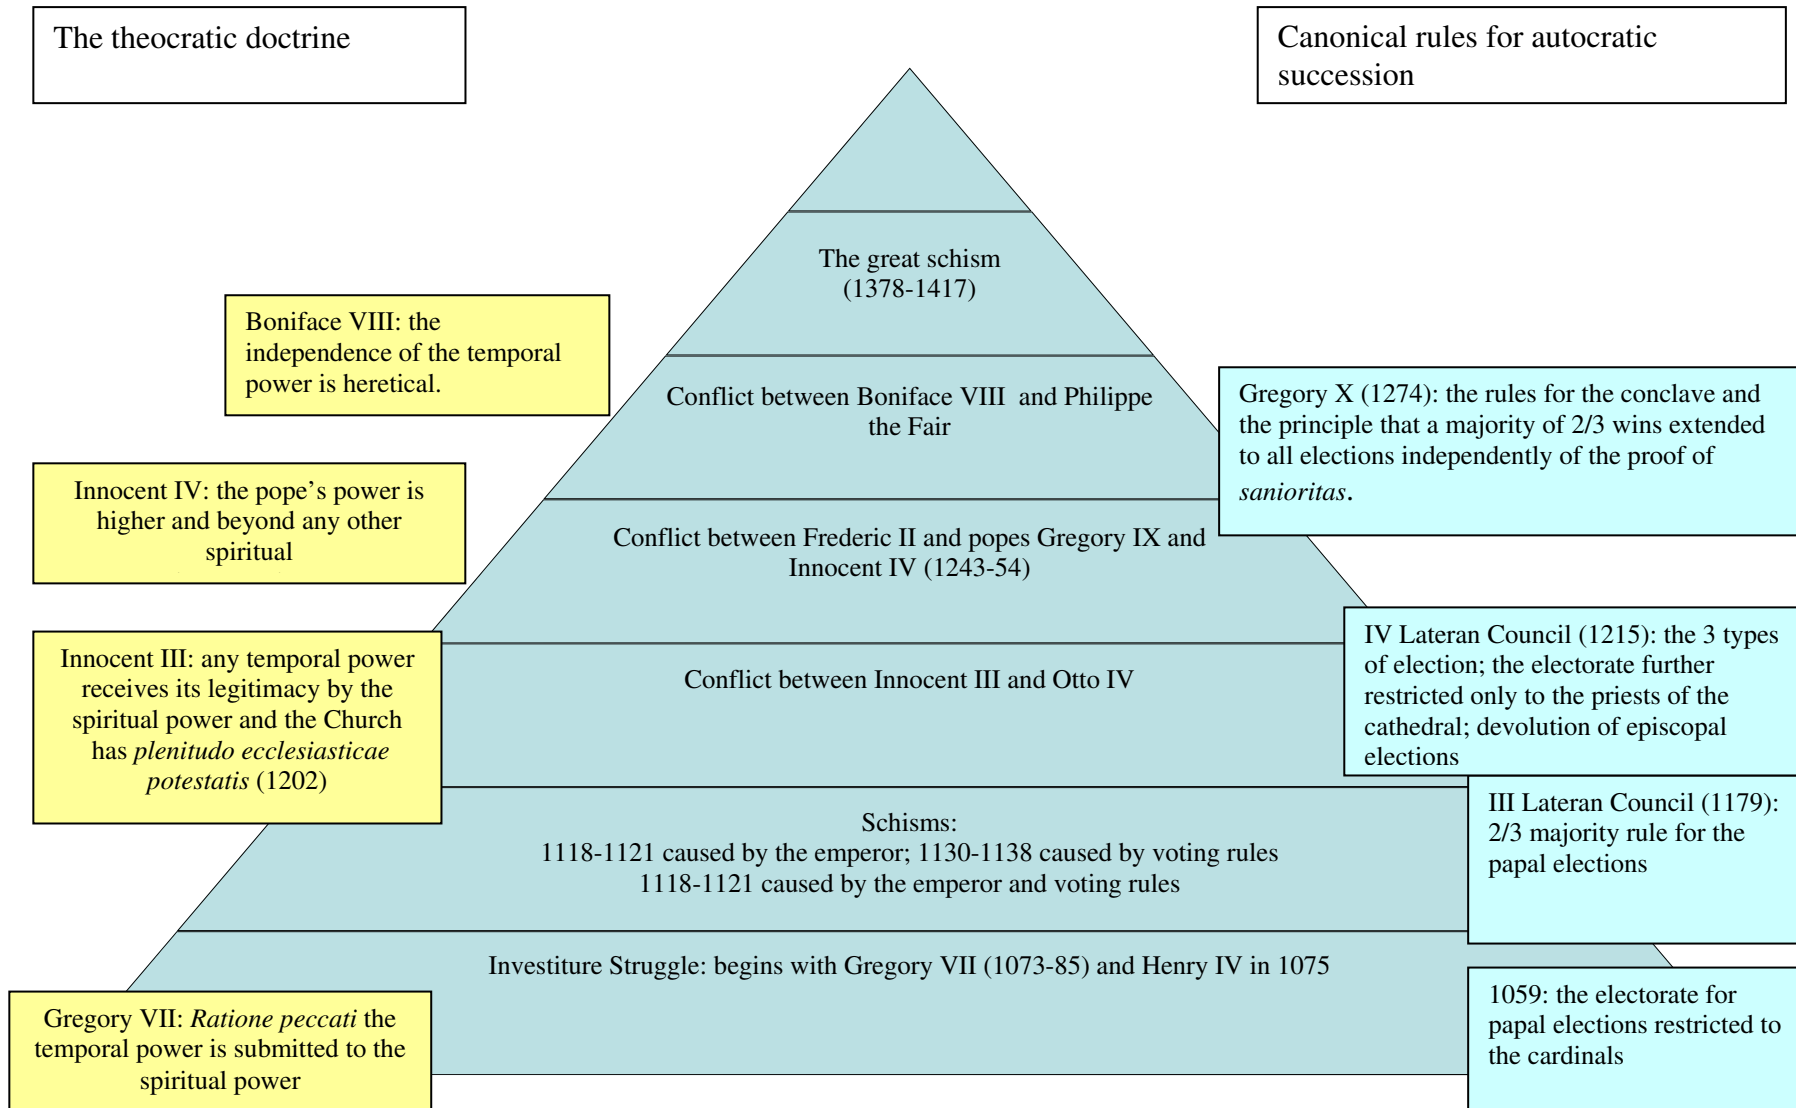 The theocratic doctrine
Canonical rules for autocratic
succession
The great schism
(1378-1417)
Boniface VIII: the
independence of the temporal
power is heretical.
Conflict between Boniface VIII and Philippe
the Fair
Gregory X (1274): the rules for the conclave and
the principle that a majority of 2/3 wins extended
to all elections independently of the proof of
sanioritas.
Innocent IV: the pope's power is
higher and beyond any other
spiritual
Conflict between Frederic II and popes Gregory IX and
Innocent IV (1243-54)
Innocent III: any temporal power
receives its legitimacy by the
spiritual power and the Church
has plenitudo ecclesiasticae
potestatis (1202)
Conflict between Innocent III and Otto IV
IV Lateran Council (1215): the 3 types
of election; the electorate further
restricted only to the priests of the
cathedral; devolution of episcopal
elections
Schisms:
1118-1121 caused by the emperor; 1130-1138 caused by voting rules
1118-1121 caused by the emperor and voting rules
III Lateran Council (1179):
2/3 majority rule for the
papal elections
Investiture Struggle: begins with Gregory VII (1073-85) and Henry IV in 1075
Gregory VII: Ratione peccati the
temporal power is submitted to the
spiritual power
1059: the electorate for
papal elections restricted to
the cardinals